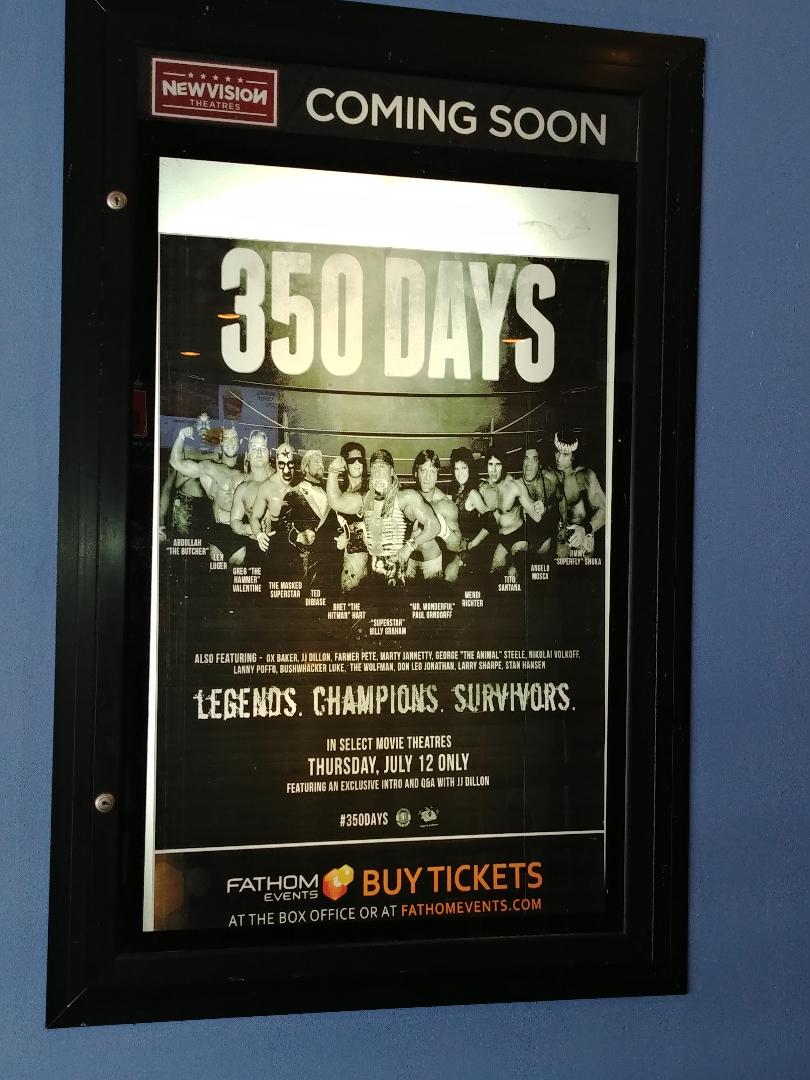 NEWVISION
THEATRES
COMING SOON
350 DAYS
ABDULLAH
"THE BUTCHER"
LEX
LUGER
GREG "THE
HAMMER"
VALENTINE
THE MASKED
SUPERSTAR
TED
DIBIASE
BRET "THE
HITMAN" HART
"SUPERSTAR"
BILLY GRAHAM
"MR. WONDERFUL"
PAUL ORNDORFF
WENDI
RICHTER
TITO
SANTANA
ANGELO
MOSCA
JIMMY
"SUPERFLY" SNUKA
ALSO FEATURING - OX BAKER, JJ DILLON, FARMER PETE, MARTY JANNETTY, GEORGE "THE ANIMAL" STEELE, NIKOLAI VOLKOFF,
LANNY POFFO, BUSHWHACKER LUKE, THE WOLFMAN, DON LEO JONATHAN, LARRY SHARPE, STAN HANSEN
LEGENDS. CHAMPIONS. SURVIVORS.
IN SELECT MOVIE THEATRES
THURSDAY, JULY 12 ONLY
FEATURING AN EXCLUSIVE INTRO AND Q&A WITH JJ DILLON
#350DAYS
FATHOM
EVENTS
BUY TICKETS
AT THE BOX OFFICE OR AT FATHOMEVENTS.COM